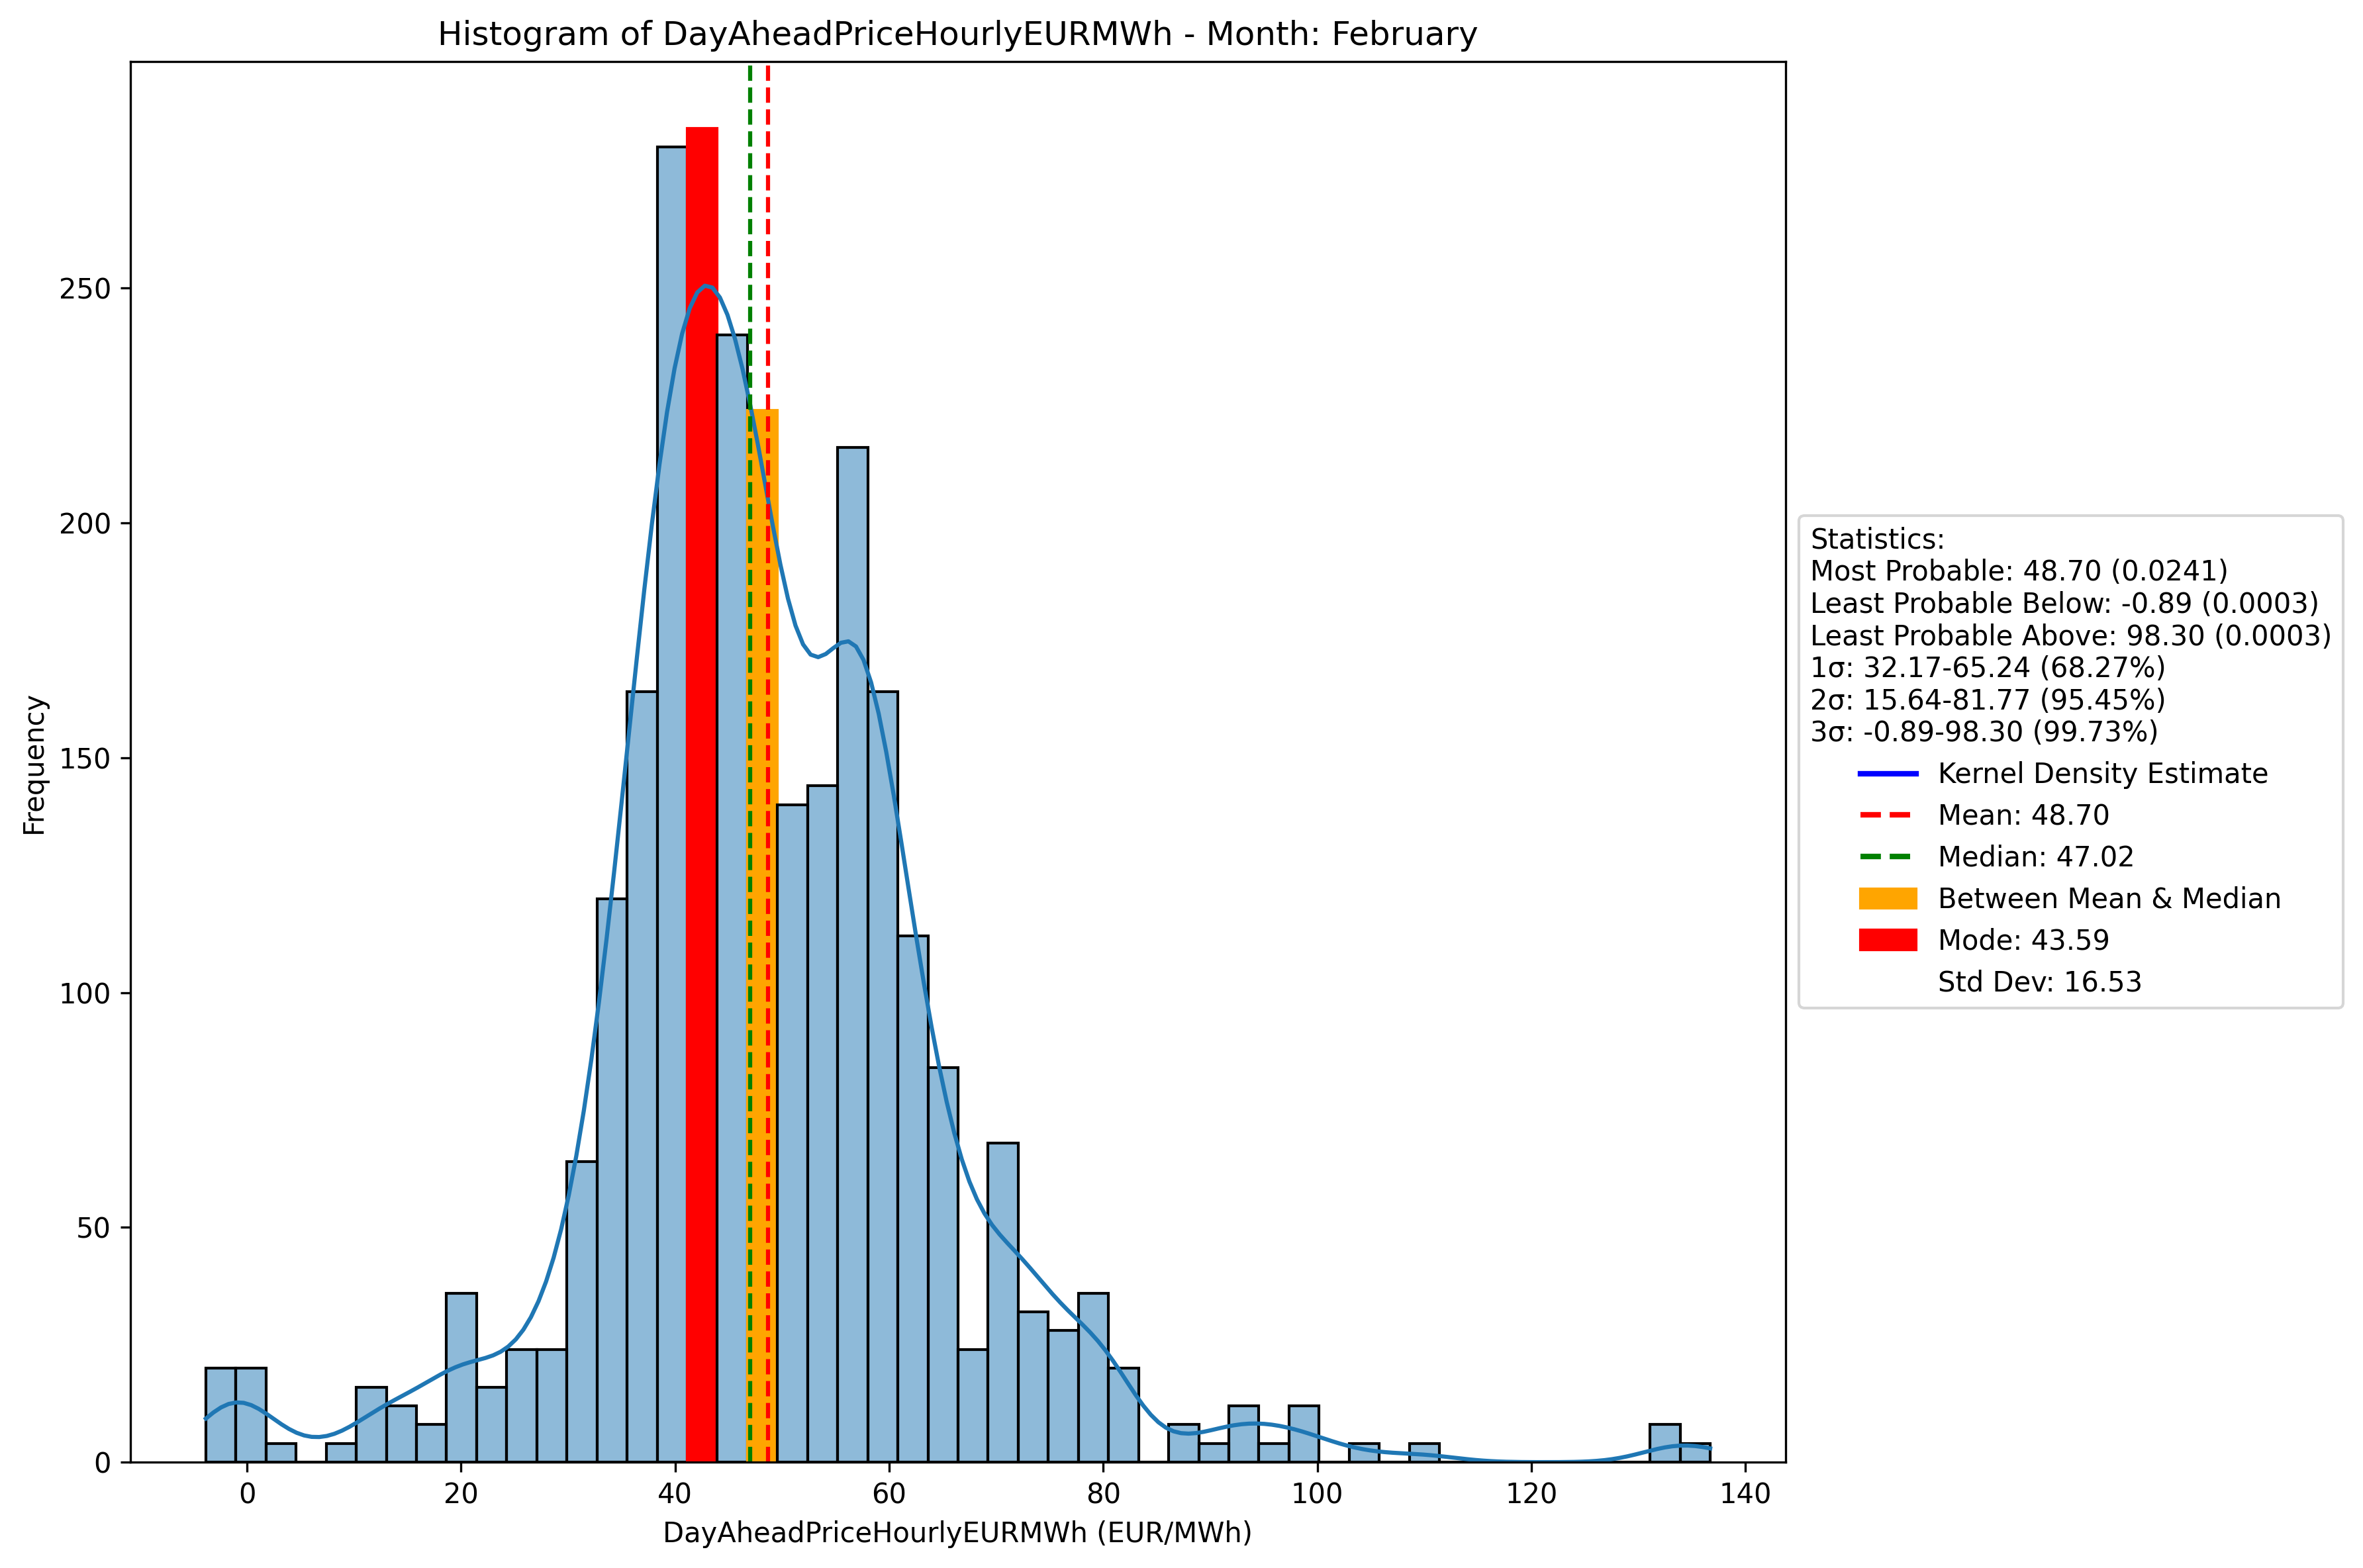 Histogram of DayAheadPriceHourlyEURMWh - Month: February
Frequency
250
200
150
100
50
0
0 20 40 60 80 100 120 140
DayAheadPriceHourlyEURMWh (EUR/MWh)
Statistics:
Most Probable: 48.70 (0.0241)
Least Probable Below: -0.89 (0.0003)
Least Probable Above: 98.30 (0.0003)
1σ: 32.17-65.24 (68.27%)
2σ: 15.64-81.77 (95.45%)
3σ: -0.89-98.30 (99.73%)
Kernel Density Estimate
Mean: 48.70
Median: 47.02
Between Mean & Median
Mode: 43.59
Std Dev: 16.53